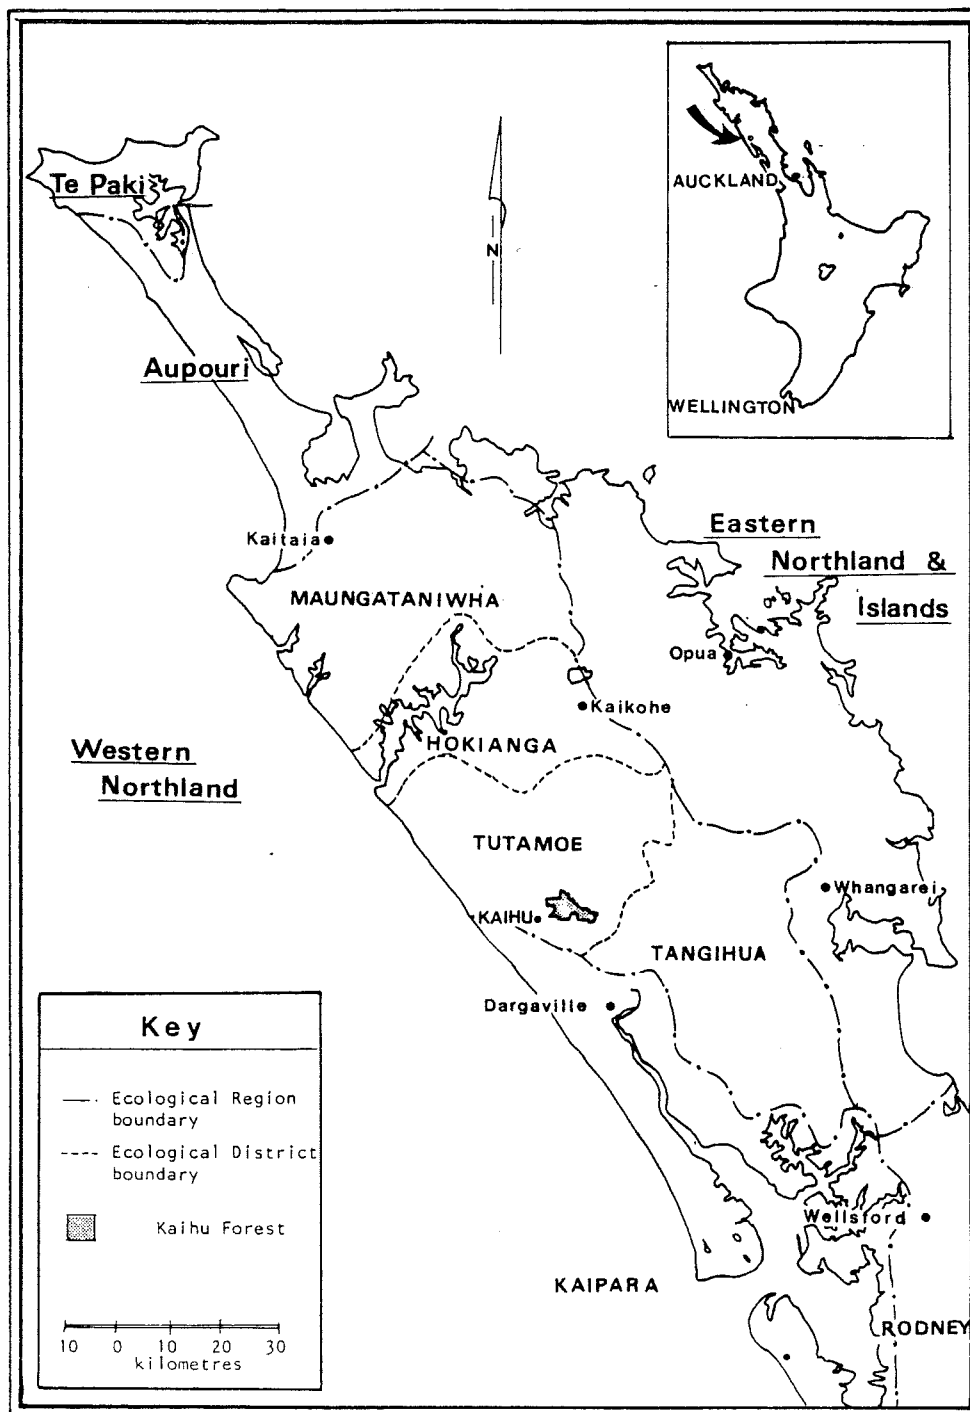 AUCKLAND
WELLINGTON
Te Paki
N
Aupouri
Kaitaia
MAUNGATANIWHA
Eastern
Northland &
Islands
Opua
Kaikohe
HOKIANGA
Western
Northland
TUTAMOE
KAIHU
Whangarei
TANGIHUA
Dargaville
Wellsford
KAIPARA
RODNEY
Key
Ecological Region
boundary
Ecological District
boundary
Kaihu Forest
10 0 10 20 30
kilometres